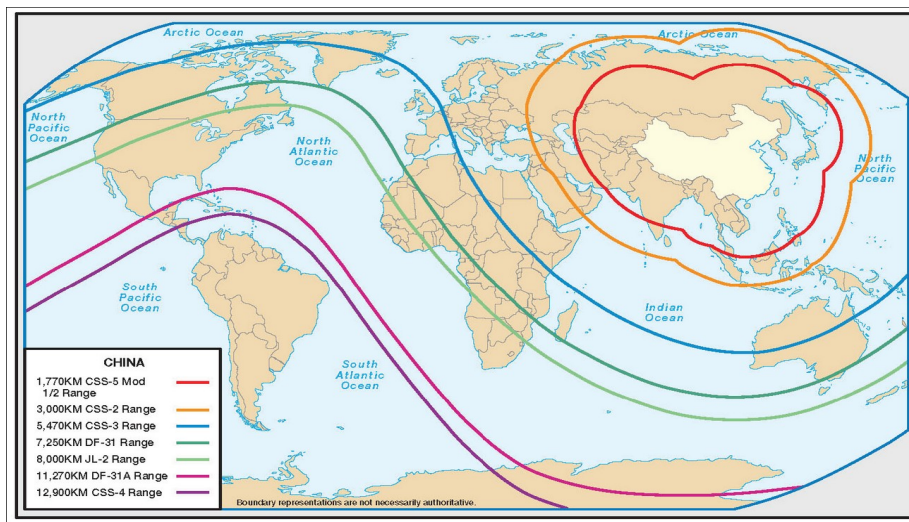 Arctic Ocean
Arctic Ocean
North
Pacific
Ocean
North
Atlantic
Ocean
North
Pacific
Ocean
South
Pacific
Ocean
South
Atlantic
Ocean
Indian
Ocean
CHINA
1,770KM CSS-5 Mod
1/2 Range
3,000KM CSS-2 Range
5,470KM CSS-3 Range
7,250KM DF-31 Range
8,000KM JL-2 Range
11,270KM DF-31A Range
12,900KM CSS-4 Range
Boundary representations are not necessarily authoritative.